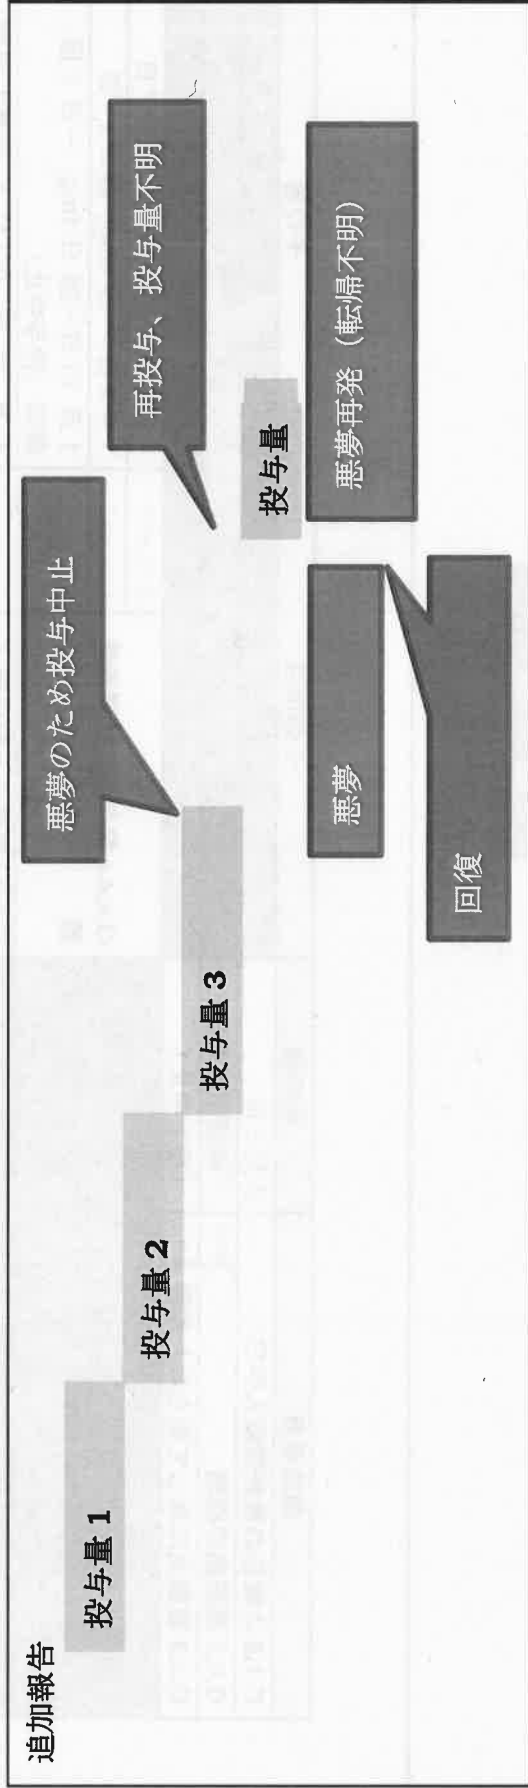 追加報告
投与量 1
投与量 2
投与量 3
悪夢のため投与中止
再投与、投与量不明
投与量
悪夢
悪夢再発（転帰不明）
回復